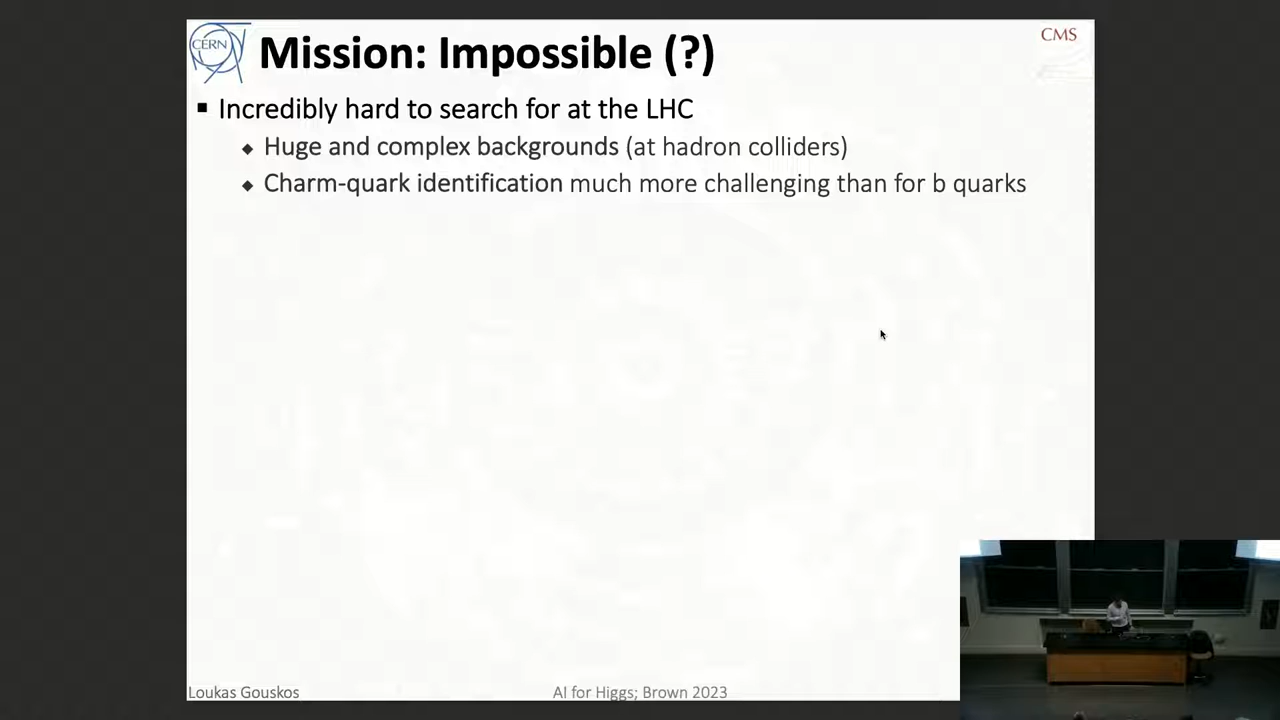 CERN
Mission: Impossible (?)
CMS
Incredibly hard to search for at the LHC
Huge and complex backgrounds (at hadron colliders)
Charm-quark identification much more challenging than for b quarks
Loukas Gouskos
AI for Higgs; Brown 2023